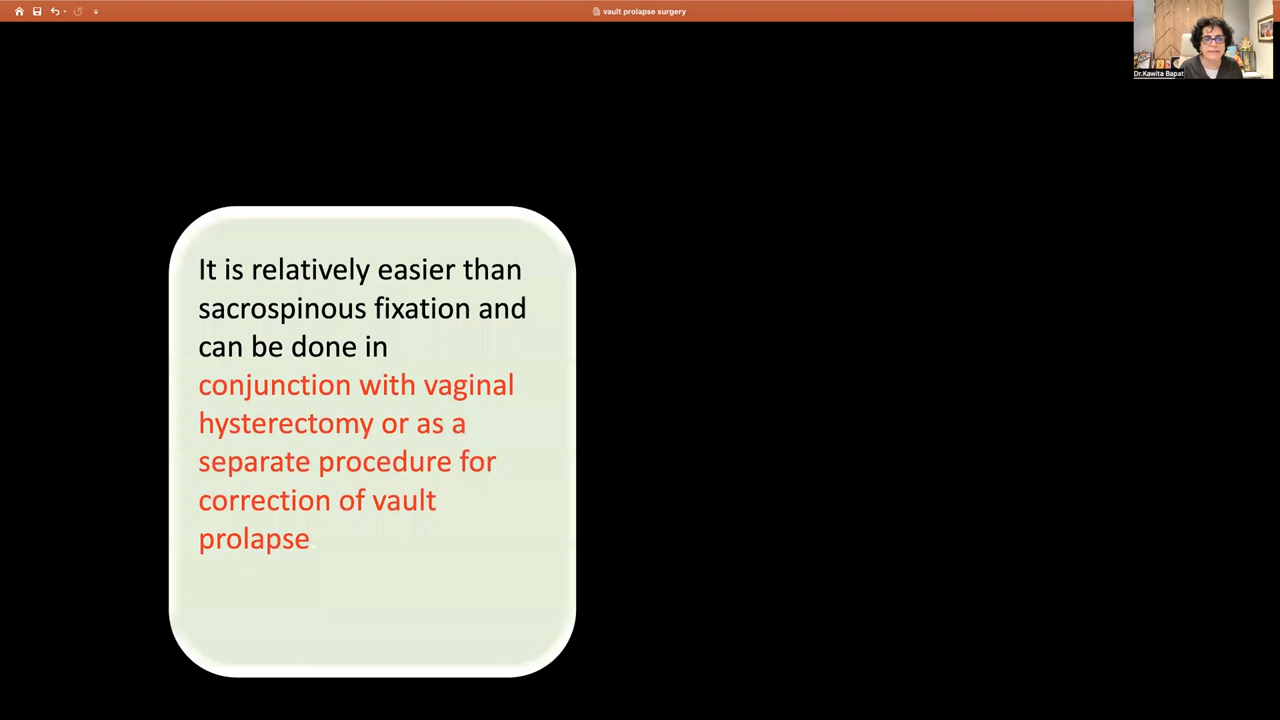 vault prolapse surgery
Dr.Kawita Bapat
It is relatively easier than
sacrospinous fixation and
can be done in
conjunction with vaginal
hysterectomy or as a
separate procedure for
correction of vault
prolapse.